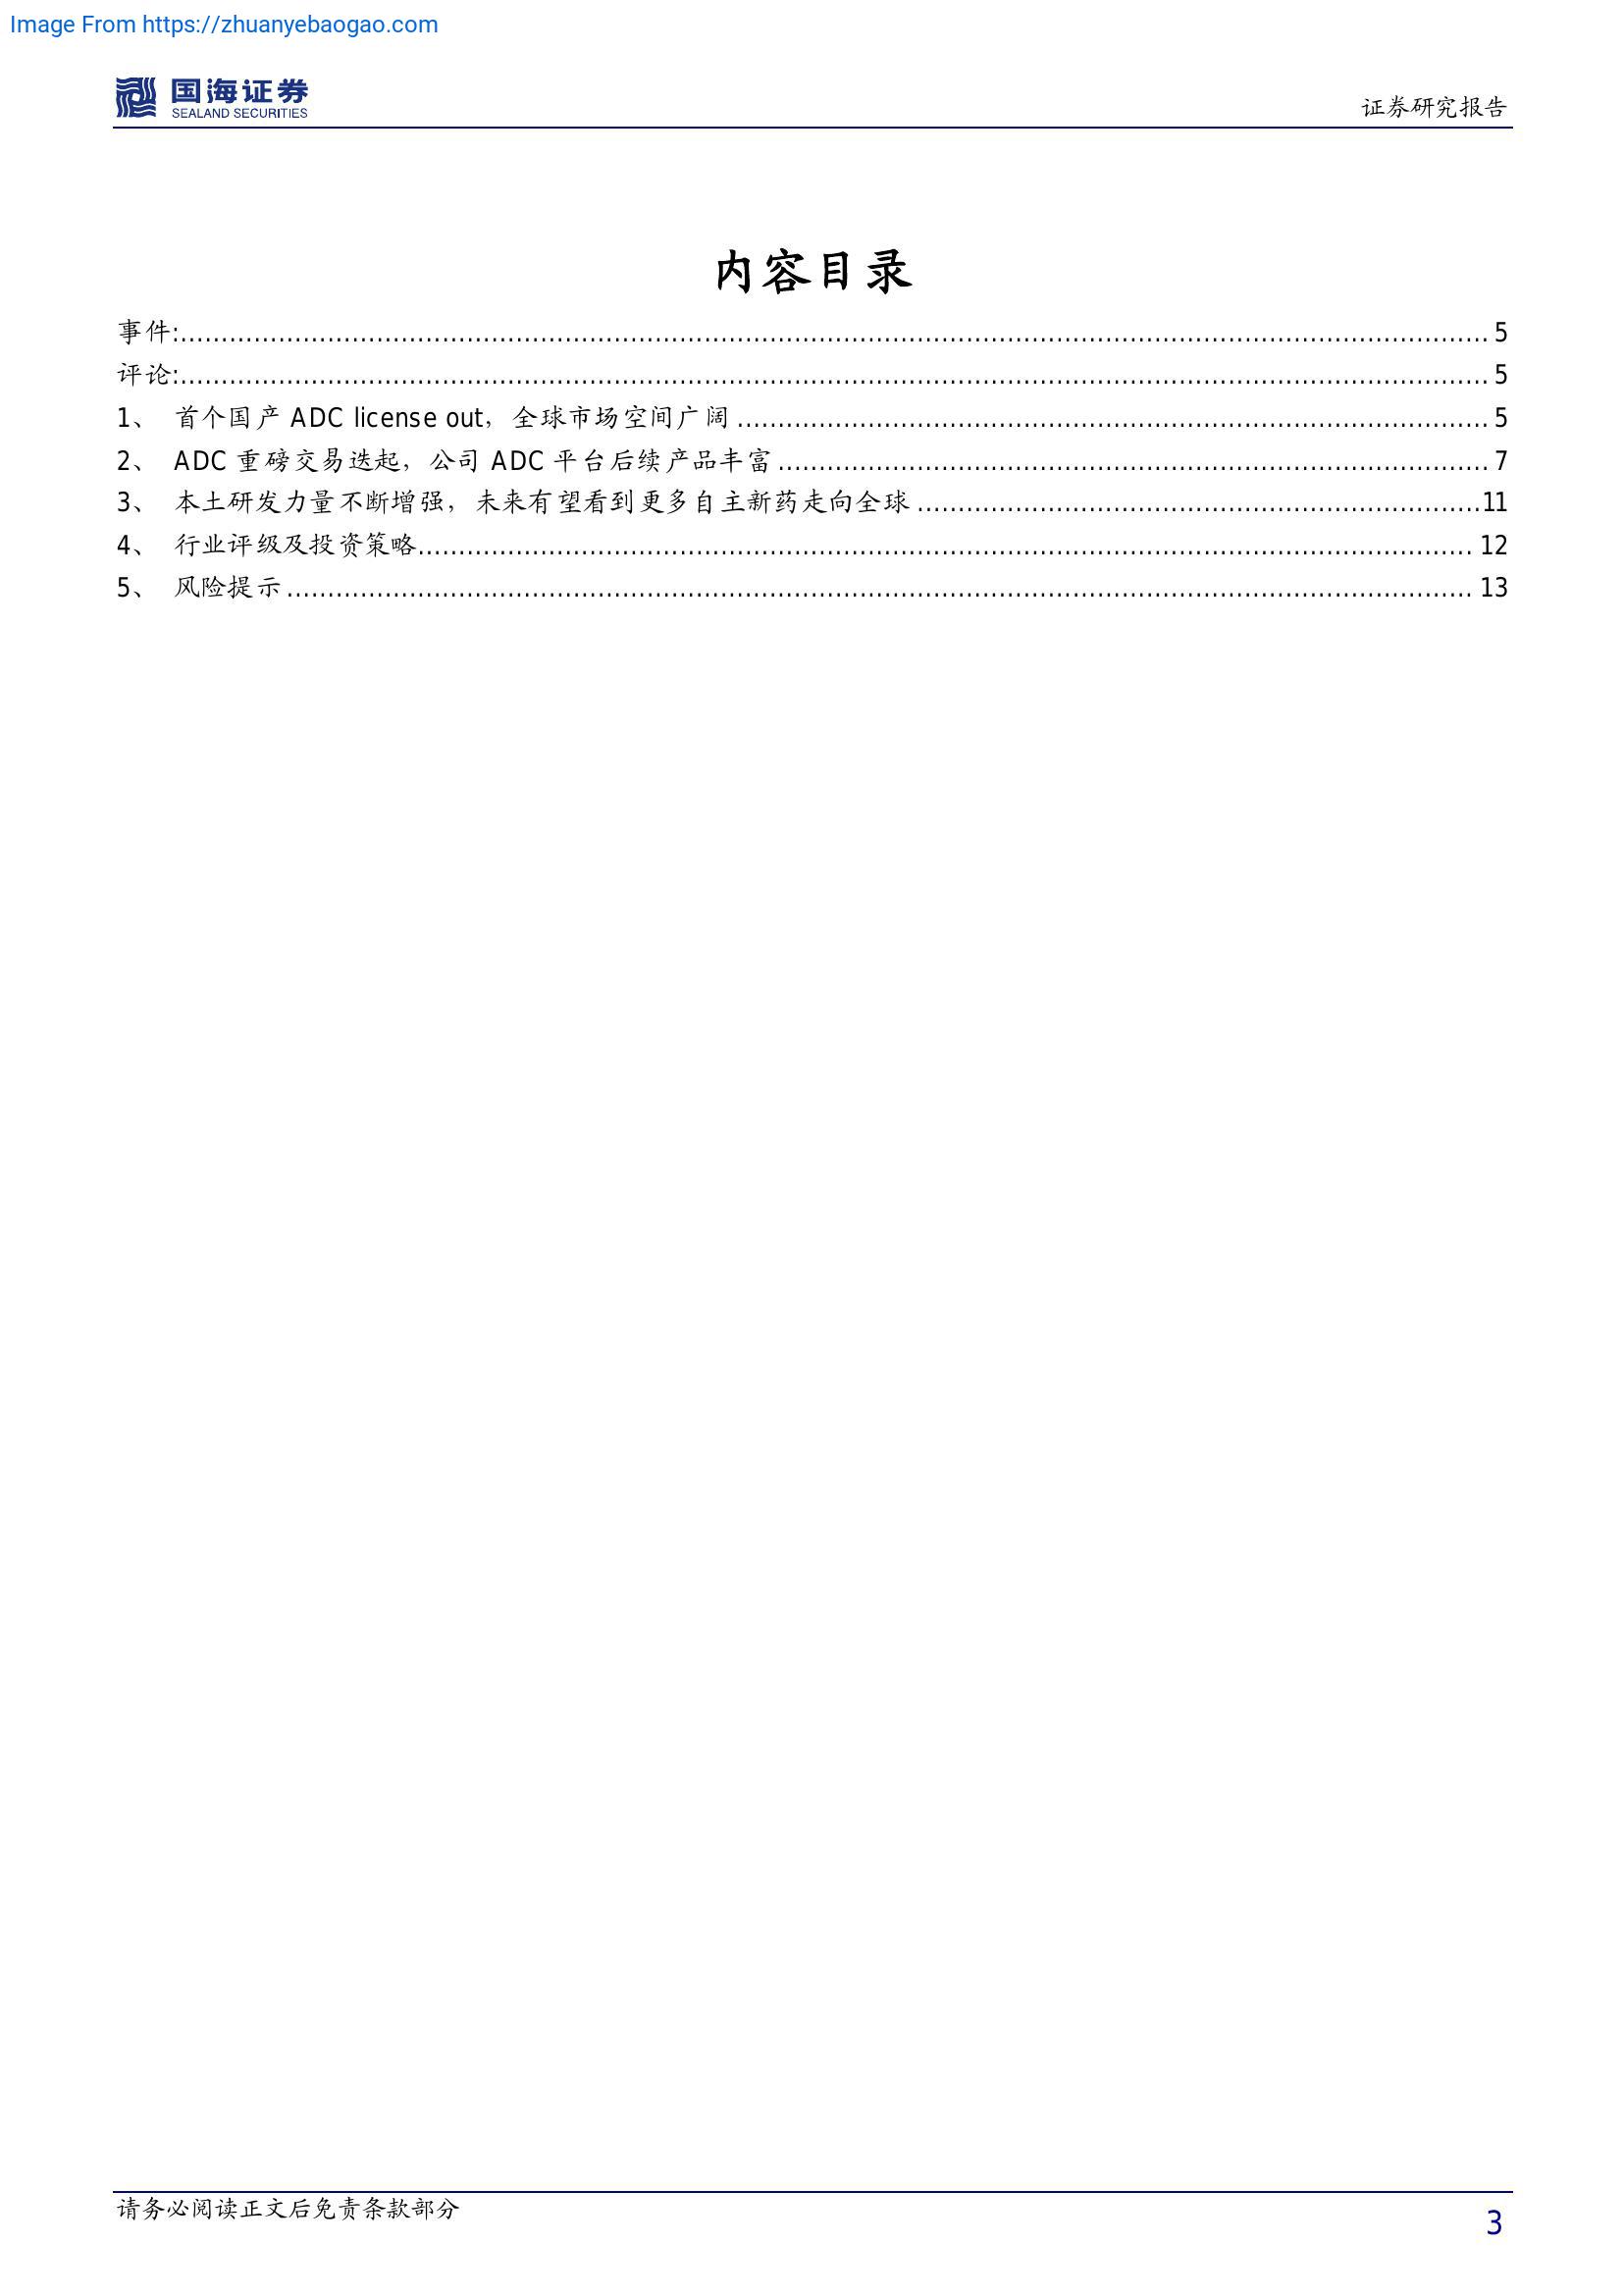 Image From https://zhuanyebaogao.com
国海证券
SEALAND SECURITIES
证券研究报告
内容目录
事件:........................................................................................................................ 5
评论:........................................................................................................................ 5
1、 首个国产 ADC license out，全球市场空间广阔 ........................................................ 5
2、 ADC 重磅交易迭起，公司 ADC 平台后续产品丰富 .................................................... 7
3、 本土研发力量不断增强，未来有望看到更多自主新药走向全球 ........................................ 11
4、 行业评级及投资策略.................................................................................... 12
5、 风险提示 ................................................................................................ 13
请务必阅读正文后免责条款部分
3